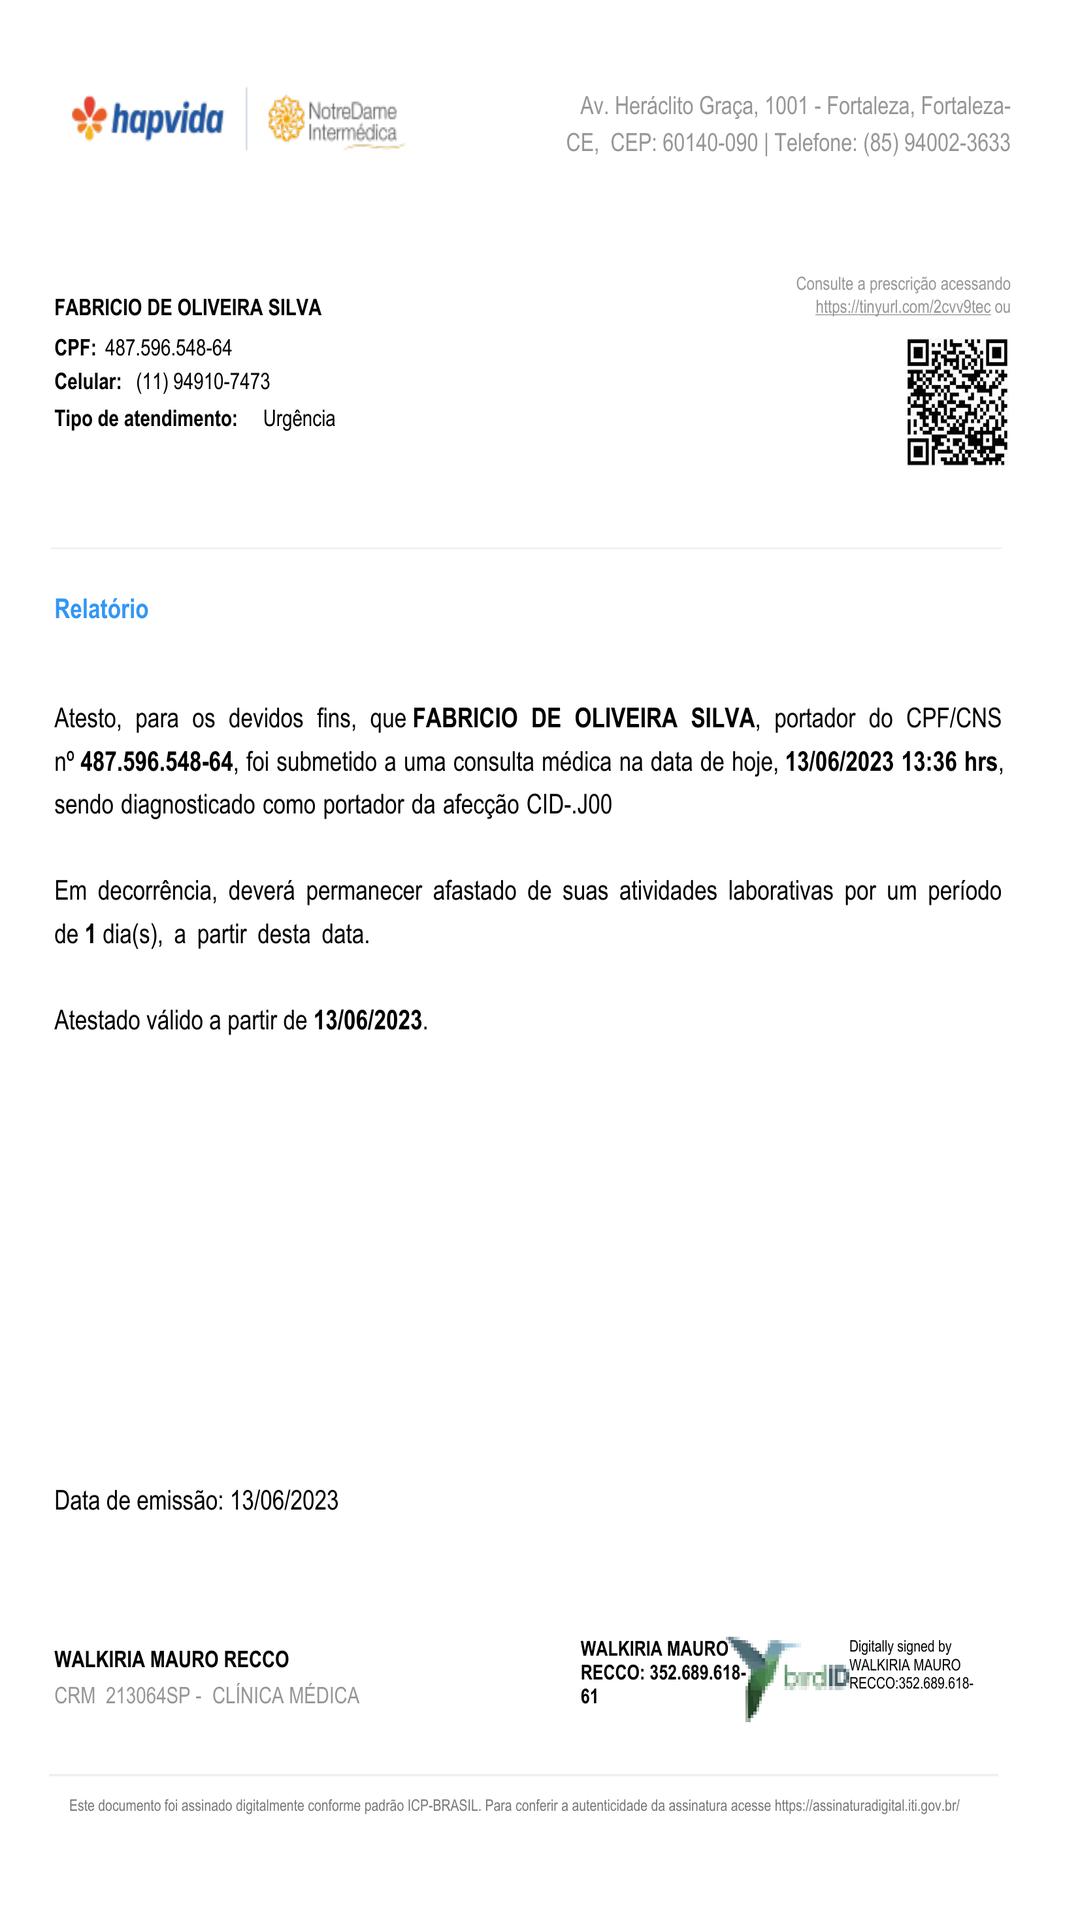 hapvida
NotreDame
Intermédica
Av. Heráclito Graça, 1001 - Fortaleza, Fortaleza-
CE, CEP: 60140-090 | Telefone: (85) 94002-3633
Consulte a prescrição acessando
https://tinyurl.com/2cvv9tec ou
FABRICIO DE OLIVEIRA SILVA
CPF: 487.596.548-64
Celular: (11) 94910-7473
Tipo de atendimento: Urgência
Relatório
Atesto, para os devidos fins, que FABRICIO DE OLIVEIRA SILVA, portador do CPF/CNS
nº 487.596.548-64, foi submetido a uma consulta médica na data de hoje, 13/06/2023 13:36 hrs,
sendo diagnosticado como portador da afecção CID-.J00
Em decorrência, deverá permanecer afastado de suas atividades laborativas por um período
de 1 dia(s), a partir desta data.
Atestado válido a partir de 13/06/2023.
Data de emissão: 13/06/2023
WALKIRIA MAURO RECCO
CRM 213064SP - CLÍNICA MÉDICA
WALKIRIA MAURO
RECCO: 352.689.618-
61
birdID
Digitally signed by
WALKIRIA MAURO
RECCO:352.689.618-
Este documento foi assinado digitalmente conforme padrão ICP-BRASIL. Para conferir a autenticidade da assinatura acesse https://assinaturadigital.iti.gov.br/